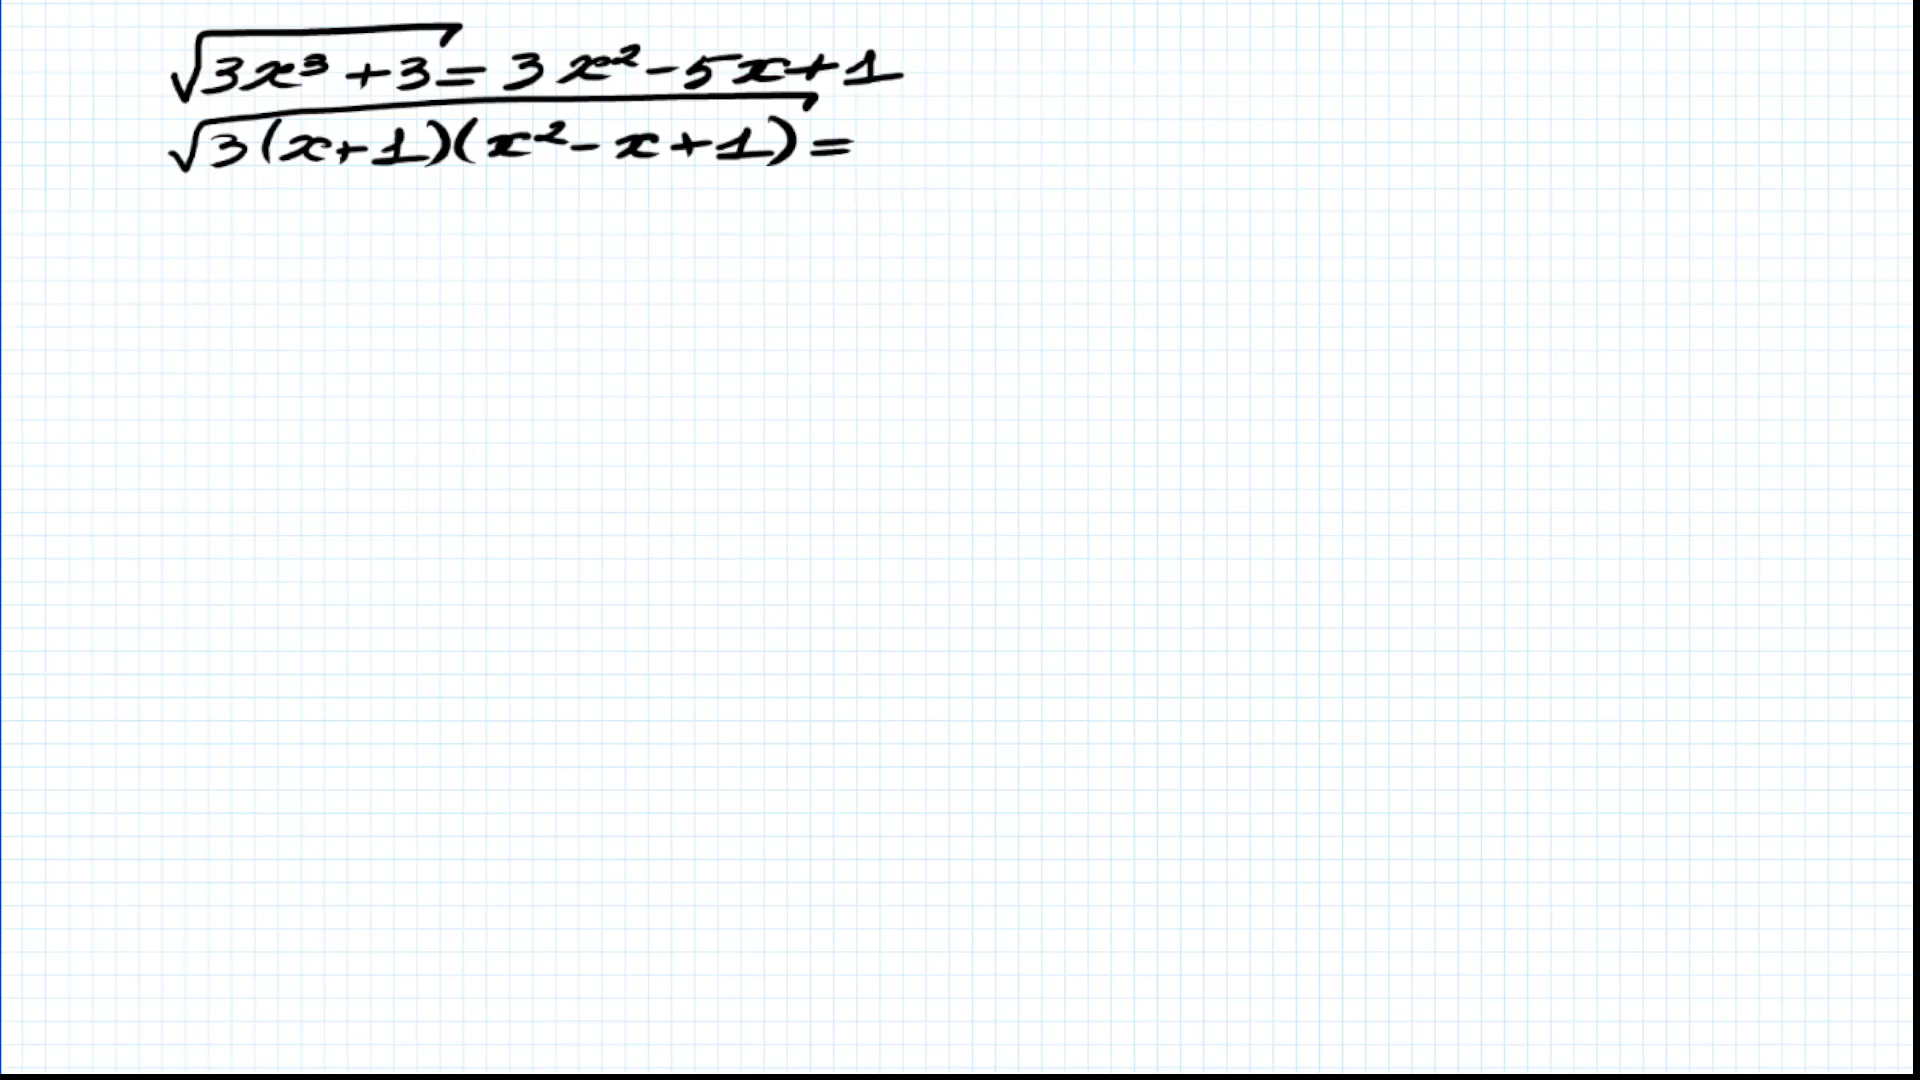 √(3x³ + 3) = 3x² - 5x + 1
√(3(x+1)(x² - x + 1)) =